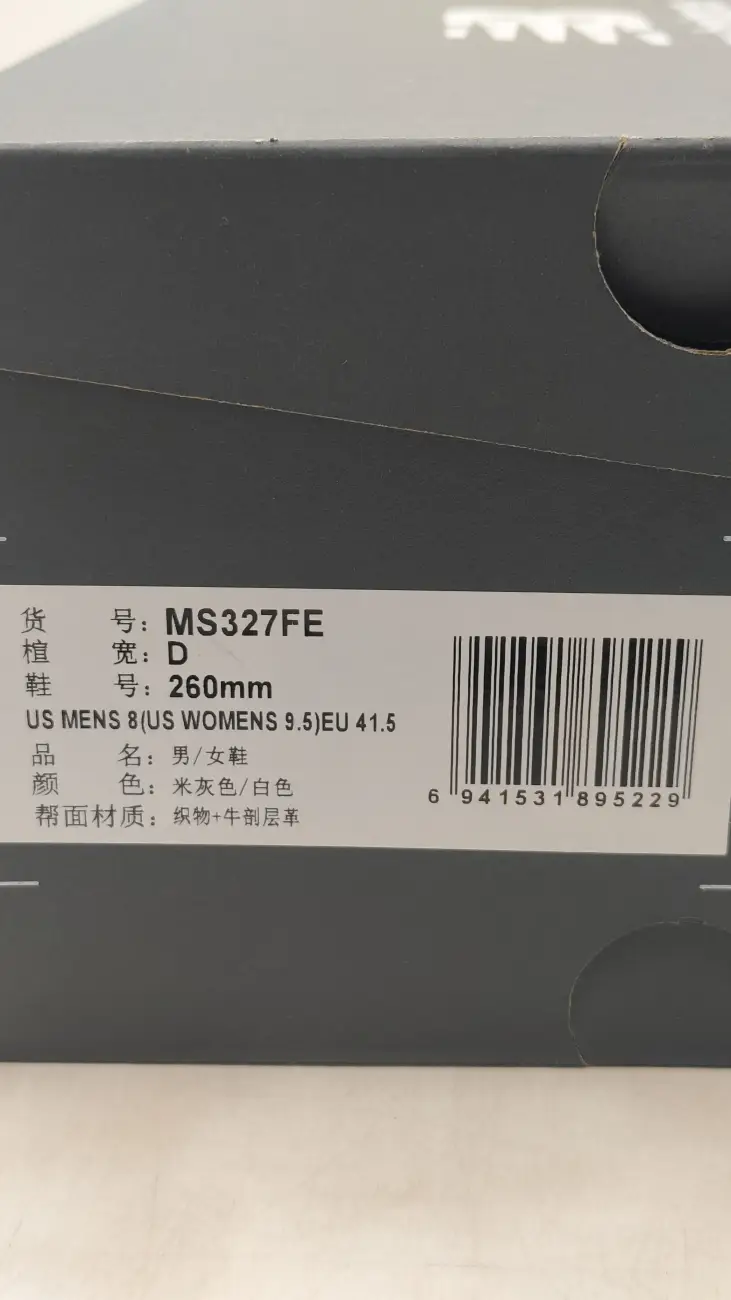 货 号：MS327FE
楦 宽：D
鞋 号：260mm
US MENS 8(US WOMENS 9.5)EU 41.5
品 名：男/女鞋
颜 色：米灰色/白色
帮面材质：织物+牛剖层革
6 941531 895229